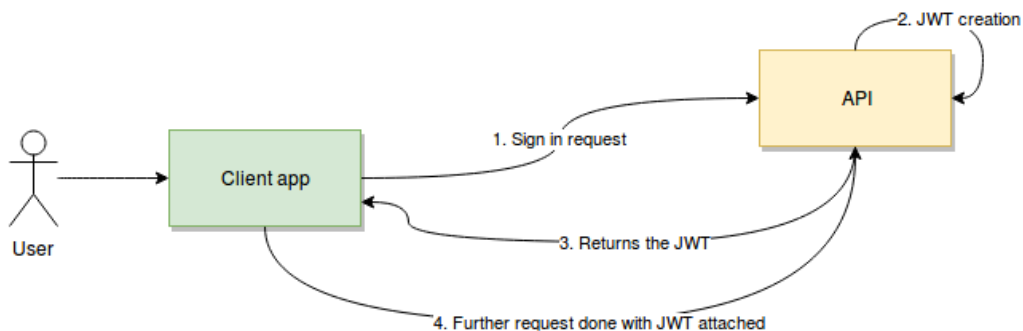 2. JWT creation
API
1. Sign in request
Client app
User
3. Returns the JWT
4. Further request done with JWT attached